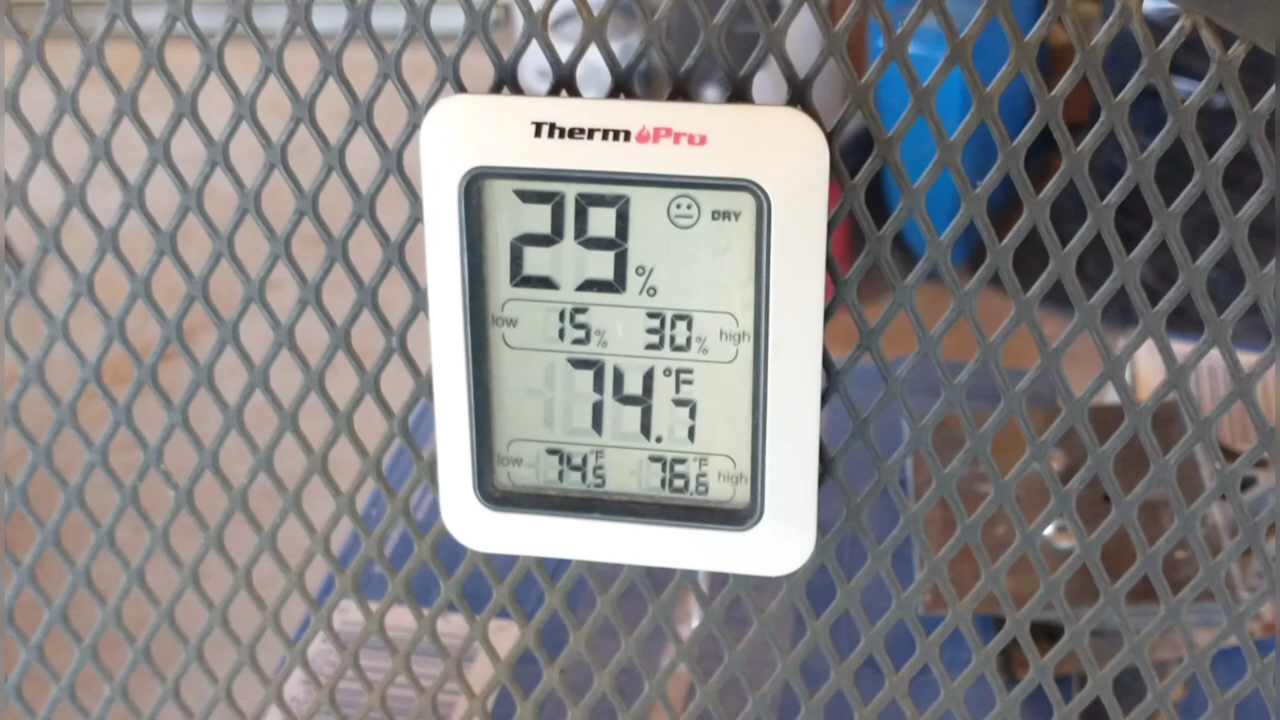 ThermoPro
29% DRY
low 15% 30% high
74.7°F
low 74.5°F 76.6°F high